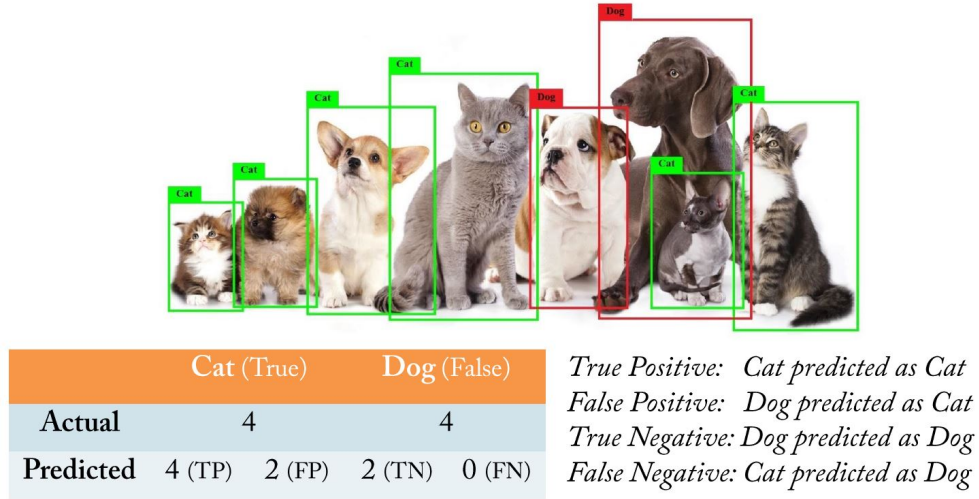 Dog
Cat
Cat
Dog
Cat
Cat
Cat
Cat
Cat (True) Dog (False)
Actual 4 4
Predicted 4 (TP) 2 (FP) 2 (TN) 0 (FN)
True Positive: Cat predicted as Cat
False Positive: Dog predicted as Cat
True Negative: Dog predicted as Dog
False Negative: Cat predicted as Dog